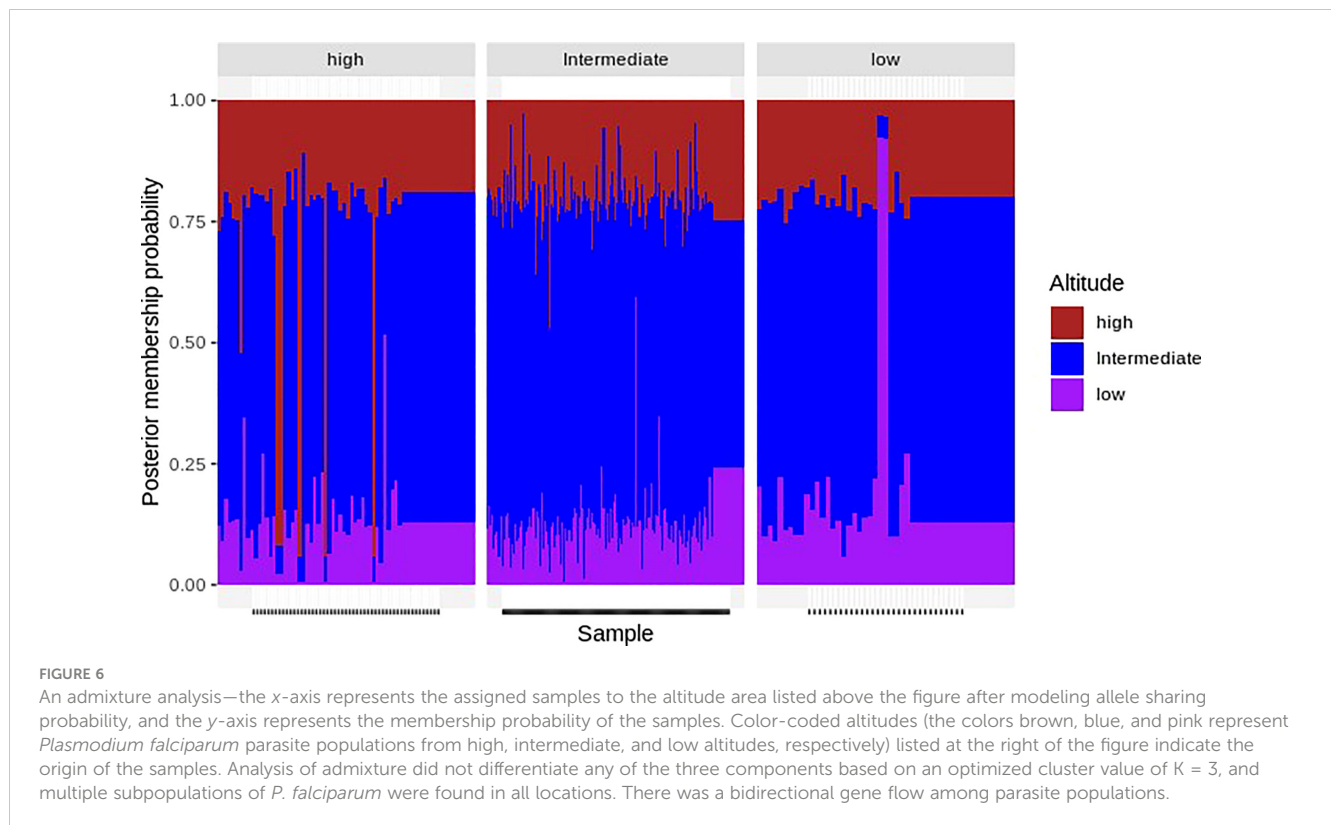 high
Intermediate
low
1.00
0.75
0.50
0.25
0.00
Posterior membership probability
Sample
Altitude
high
Intermediate
low
FIGURE 6
An admixture analysis—the x-axis represents the assigned samples to the altitude area listed above the figure after modeling allele sharing
probability, and the y-axis represents the membership probability of the samples. Color-coded altitudes (the colors brown, blue, and pink represent
Plasmodium falciparum parasite populations from high, intermediate, and low altitudes, respectively) listed at the right of the figure indicate the
origin of the samples. Analysis of admixture did not differentiate any of the three components based on an optimized cluster value of K = 3, and
multiple subpopulations of P. falciparum were found in all locations. There was a bidirectional gene flow among parasite populations.